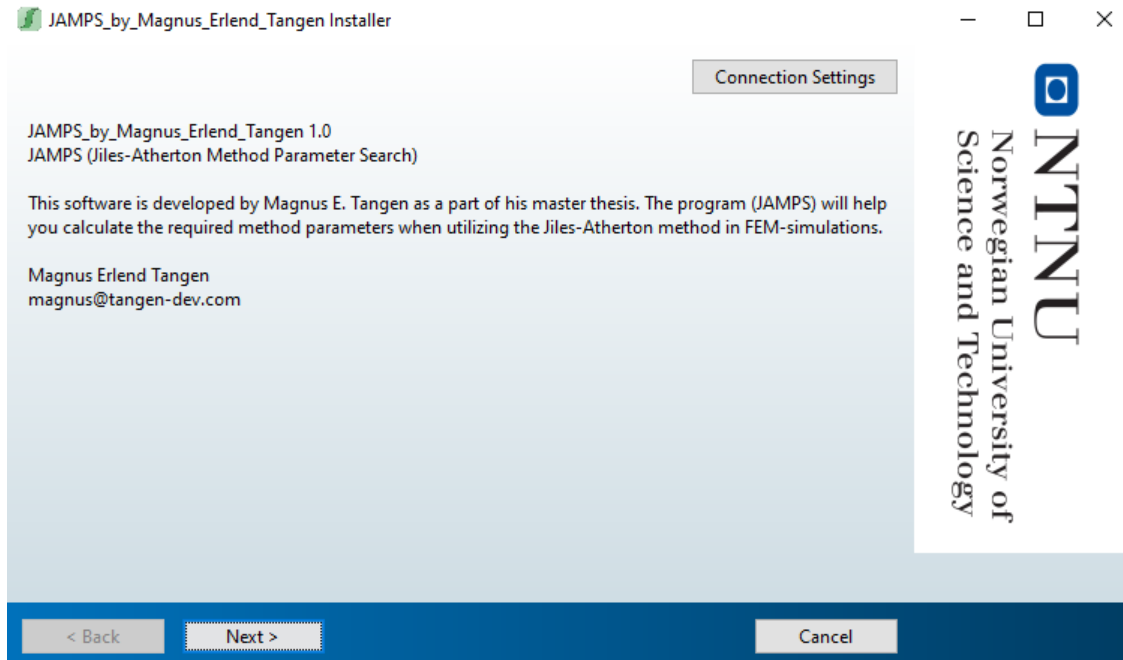 JAMPS_by_Magnus_Erlend_Tangen Installer
Connection Settings
JAMPS_by_Magnus_Erlend_Tangen 1.0
JAMPS (Jiles-Atherton Method Parameter Search)
This software is developed by Magnus E. Tangen as a part of his master thesis. The program (JAMPS) will help
you calculate the required method parameters when utilizing the Jiles-Atherton method in FEM-simulations.
Magnus Erlend Tangen
magnus@tangen-dev.com
NTNU
Norwegian University of
Science and Technology
< Back
Next >
Cancel